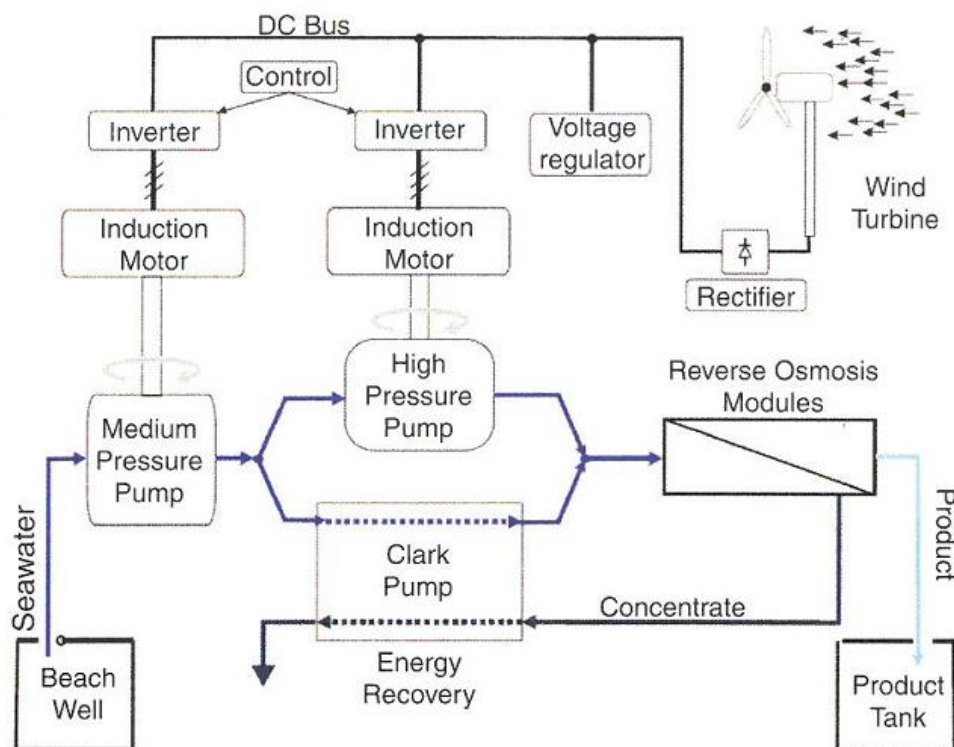 DC Bus
Control
Inverter
Inverter
Voltage
regulator
Wind
Turbine
Induction
Motor
Induction
Motor
Rectifier
High
Pressure
Pump
Reverse Osmosis
Modules
Medium
Pressure
Pump
Seawater
Product
Clark
Pump
Concentrate
Energy
Recovery
Beach
Well
Product
Tank